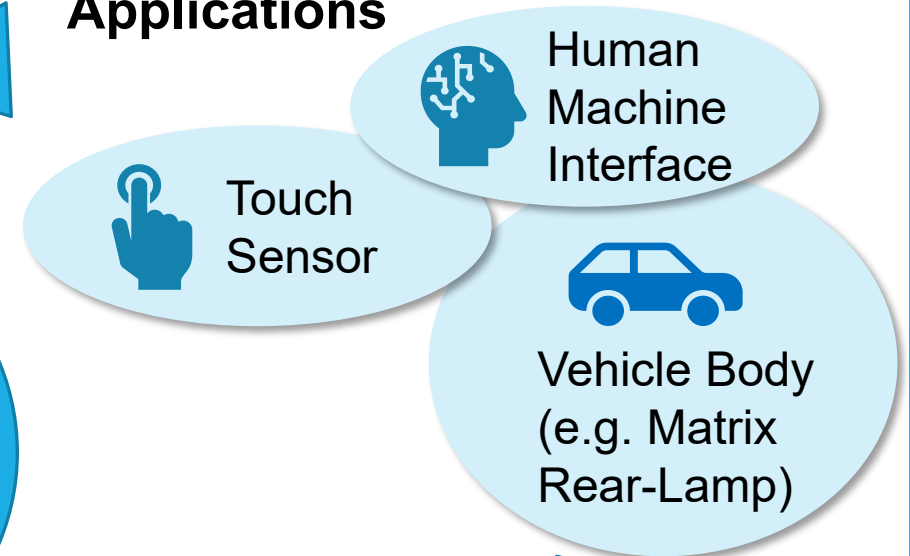 Applications
Human
Machine
Interface
Touch
Sensor
Vehicle Body
(e.g. Matrix
Rear-Lamp)